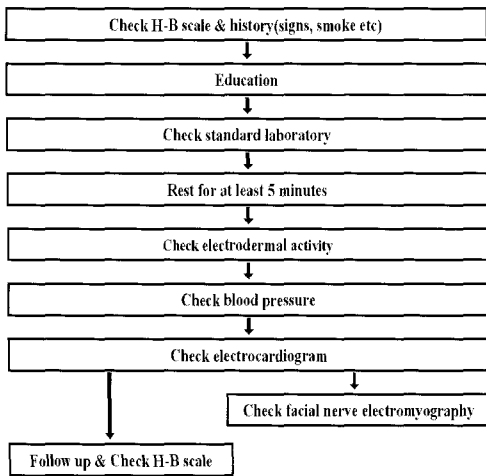 Check H-B scale & history(signs, smoke etc)
Education
Check standard laboratory
Rest for at least 5 minutes
Check electrodermal activity
Check blood pressure
Check electrocardiogram
Check facial nerve electromyography
Follow up & Check H-B scale